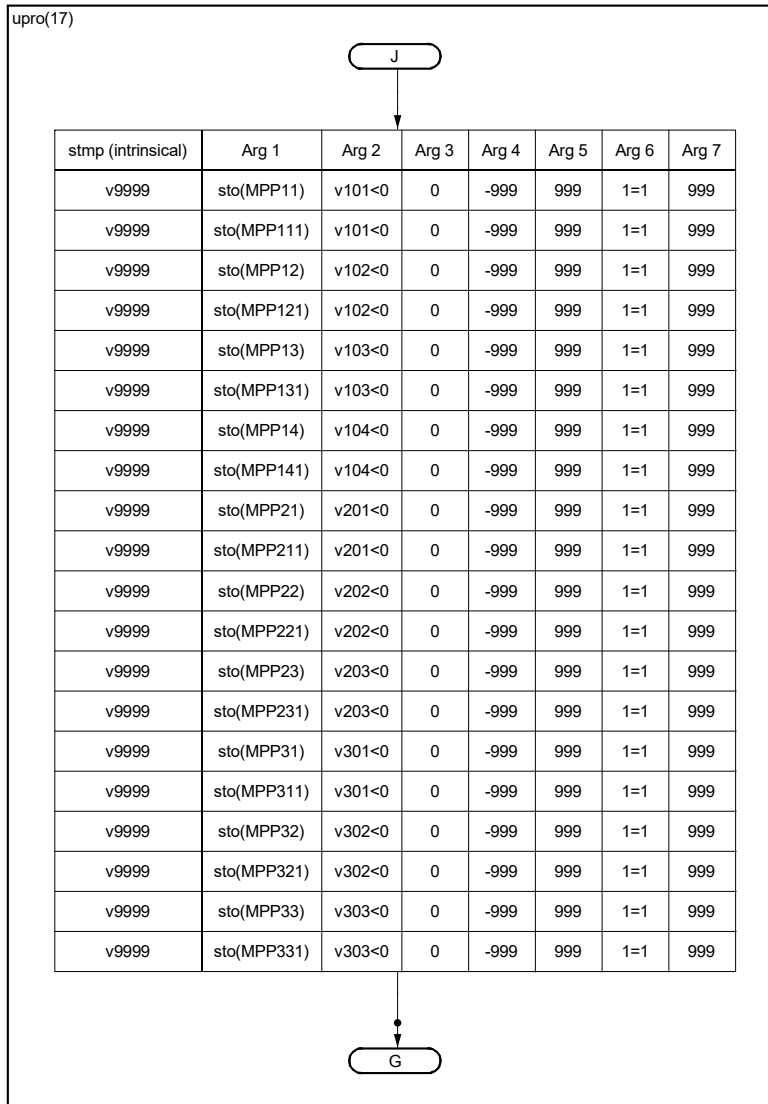 upro(17)
J
stmp (intrinsical) Arg 1 Arg 2 Arg 3 Arg 4 Arg 5 Arg 6 Arg 7
v9999 sto(MPP11) v101<0 0 -999 999 1=1 999
v9999 sto(MPP111) v101<0 0 -999 999 1=1 999
v9999 sto(MPP12) v102<0 0 -999 999 1=1 999
v9999 sto(MPP121) v102<0 0 -999 999 1=1 999
v9999 sto(MPP13) v103<0 0 -999 999 1=1 999
v9999 sto(MPP131) v103<0 0 -999 999 1=1 999
v9999 sto(MPP14) v104<0 0 -999 999 1=1 999
v9999 sto(MPP141) v104<0 0 -999 999 1=1 999
v9999 sto(MPP21) v201<0 0 -999 999 1=1 999
v9999 sto(MPP211) v201<0 0 -999 999 1=1 999
v9999 sto(MPP22) v202<0 0 -999 999 1=1 999
v9999 sto(MPP221) v202<0 0 -999 999 1=1 999
v9999 sto(MPP23) v203<0 0 -999 999 1=1 999
v9999 sto(MPP231) v203<0 0 -999 999 1=1 999
v9999 sto(MPP31) v301<0 0 -999 999 1=1 999
v9999 sto(MPP311) v301<0 0 -999 999 1=1 999
v9999 sto(MPP32) v302<0 0 -999 999 1=1 999
v9999 sto(MPP321) v302<0 0 -999 999 1=1 999
v9999 sto(MPP33) v303<0 0 -999 999 1=1 999
v9999 sto(MPP331) v303<0 0 -999 999 1=1 999
G